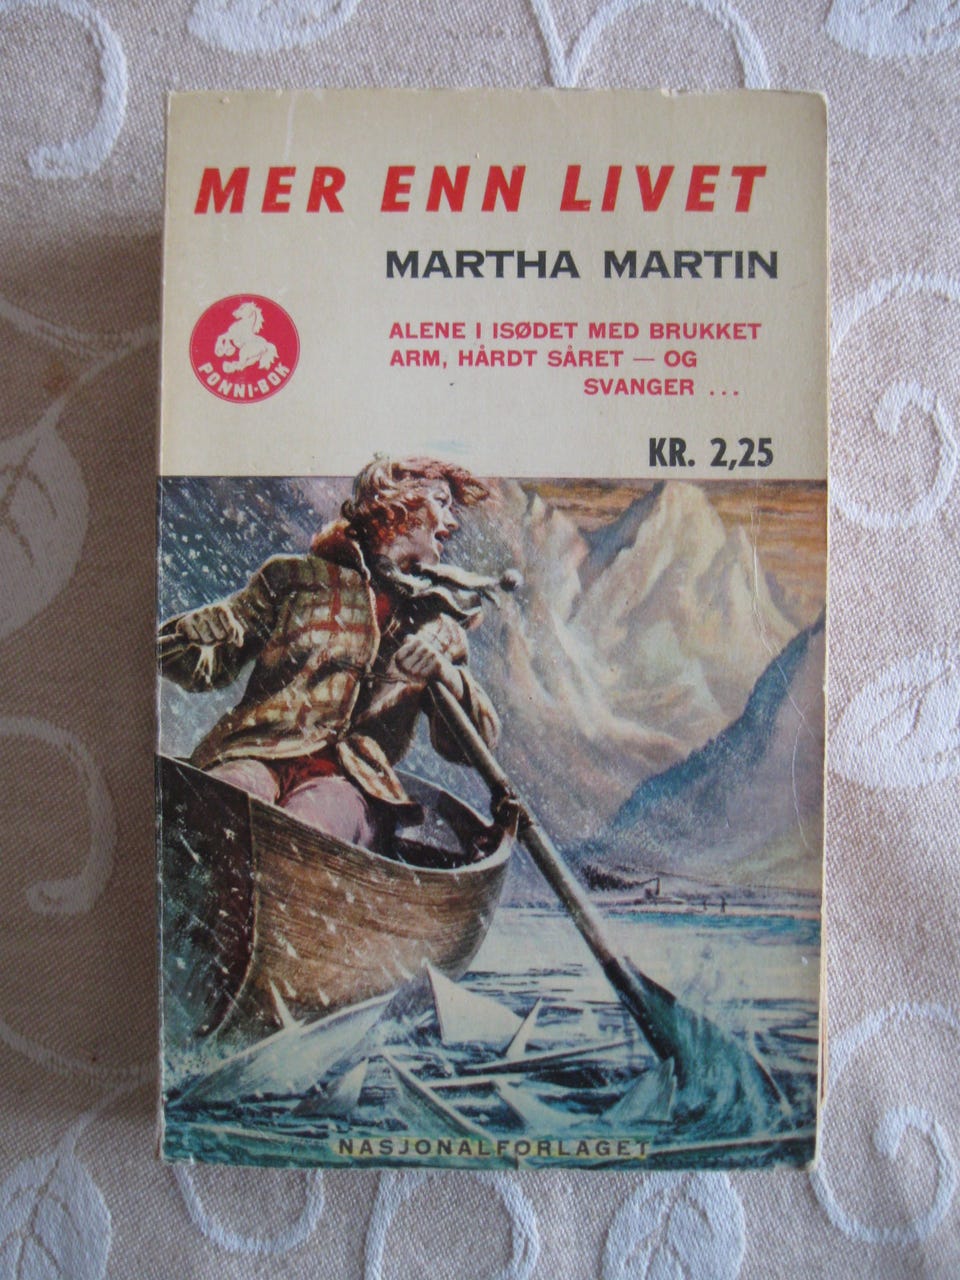 MER ENN LIVET
MARTHA MARTIN
ALENE I ISØDET MED BRUKKET
ARM, HÅRDT SÅRET — OG
SVANGER ...
PONNI-BOK
KR. 2,25
NASJONALFORLAGET